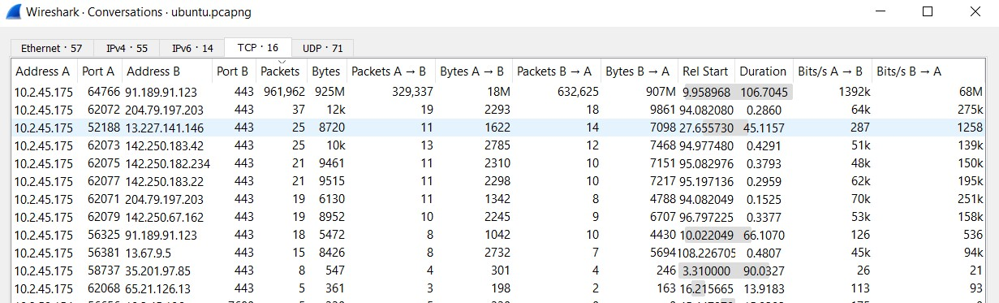 Wireshark · Conversations · ubuntu.pcapng
Ethernet · 57 IPv4 · 55 IPv6 · 14 TCP · 16 UDP · 71
Address A Port A Address B Port B Packets Bytes Packets A → B Bytes A → B Packets B → A Bytes B → A Rel Start Duration Bits/s A → B Bits/s B → A
10.2.45.175 64766 91.189.91.123 443 961,962 925M 329,337 18M 632,625 907M 9.958968 106.7045 1392k 68M
10.2.45.175 62072 204.79.197.203 443 37 12k 19 2293 18 9861 94.082080 0.2860 64k 275k
10.2.45.175 52188 13.227.141.146 443 25 8720 11 1622 14 7098 27.655730 45.1157 287 1258
10.2.45.175 62073 142.250.183.42 443 25 10k 13 2785 12 7468 94.977480 0.4291 51k 139k
10.2.45.175 62075 142.250.182.234 443 21 9461 11 2310 10 7151 95.082976 0.3793 48k 150k
10.2.45.175 62077 142.250.183.22 443 21 9515 11 2298 10 7217 95.197136 0.2959 62k 195k
10.2.45.175 62071 204.79.197.203 443 19 6130 11 1342 8 4788 94.082049 0.1525 70k 251k
10.2.45.175 62079 142.250.67.162 443 19 8952 10 2245 9 6707 96.797225 0.3377 53k 158k
10.2.45.175 56325 91.189.91.123 443 18 5472 8 1042 10 4430 10.022049 66.1070 126 536
10.2.45.175 56381 13.67.9.5 443 15 8426 8 2732 7 5694 108.226705 0.4807 45k 94k
10.2.45.175 58737 35.201.97.85 443 8 547 4 301 4 246 3.310000 90.0327 26 21
10.2.45.175 62068 65.21.126.13 443 5 361 3 198 2 163 16.215665 13.9183 113 93